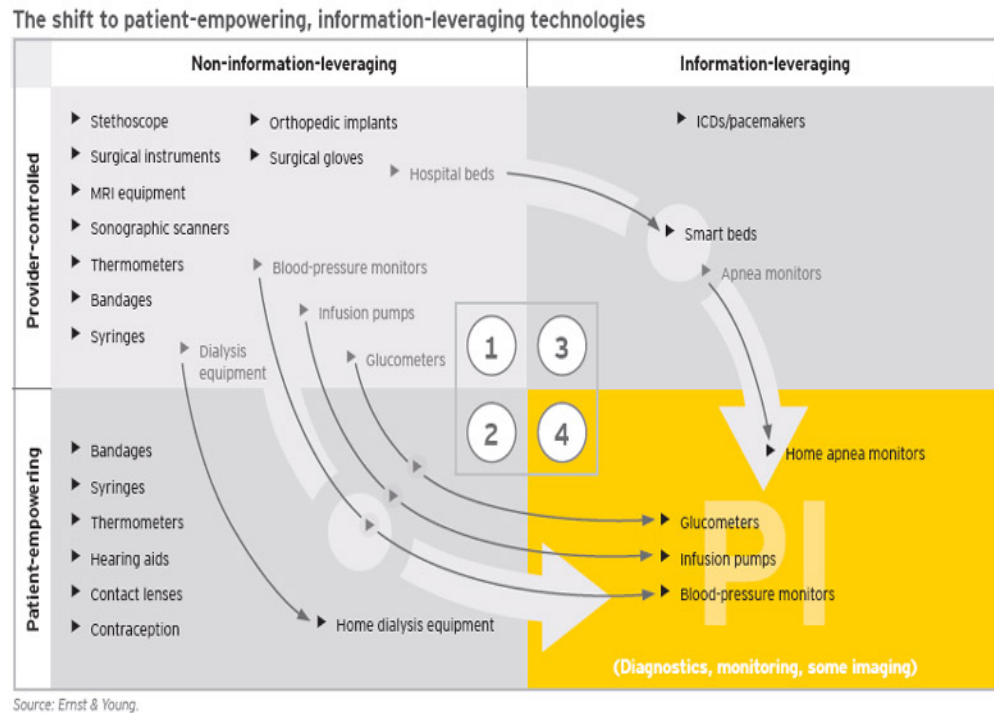 The shift to patient-empowering, information-leveraging technologies
Non-information-leveraging
Information-leveraging
Provider-controlled
Stethoscope
Surgical instruments
MRI equipment
Sonographic scanners
Thermometers
Bandages
Syringes
Orthopedic implants
Surgical gloves
Hospital beds
Blood-pressure monitors
Infusion pumps
Glucometers
Dialysis
equipment
ICDs/pacemakers
Smart beds
Apnea monitors
1
3
2
4
Patient-empowering
Bandages
Syringes
Thermometers
Hearing aids
Contact lenses
Contraception
Home dialysis equipment
Home apnea monitors
PI
Glucometers
Infusion pumps
Blood-pressure monitors
(Diagnostics, monitoring, some imaging)
Source: Ernst & Young.